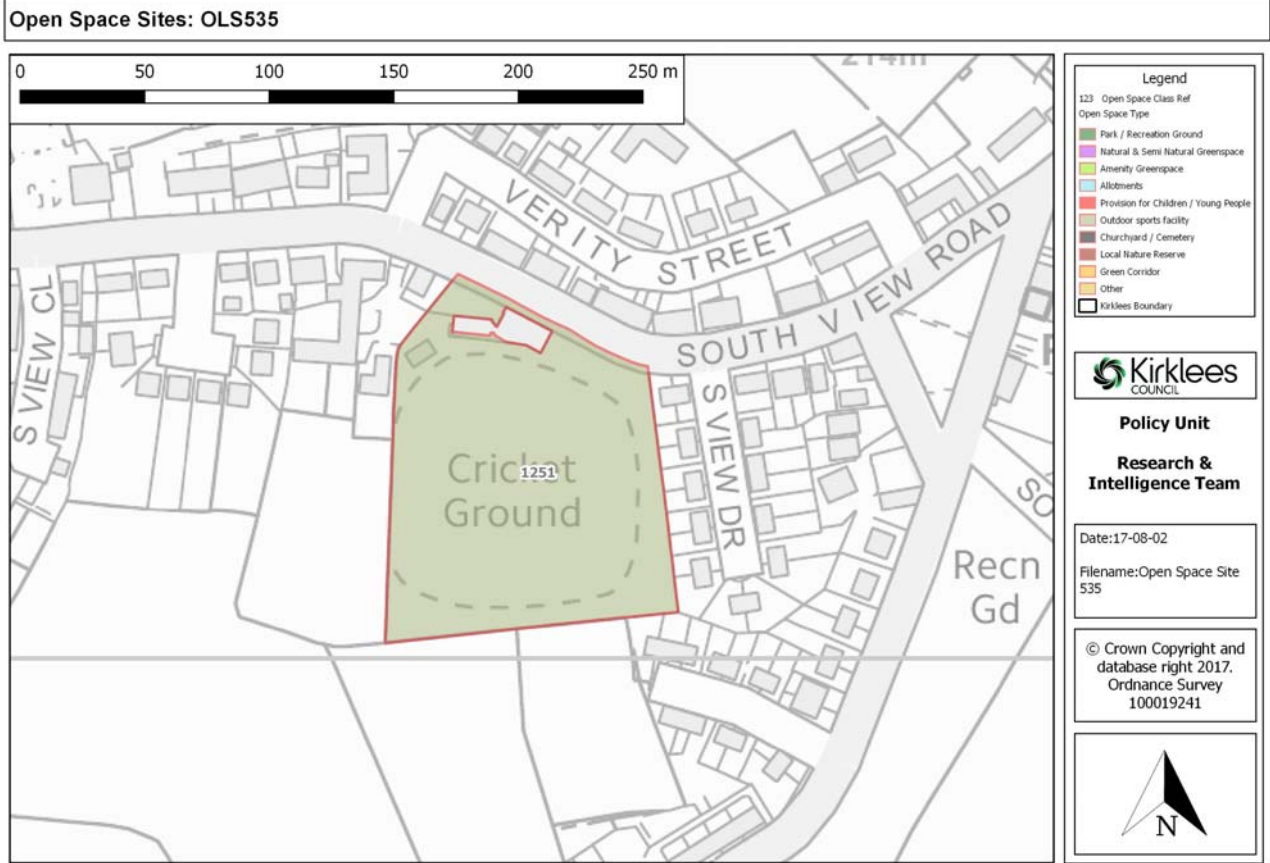 Open Space Sites: OLS535
0 50 100 150 200 250 m
214m
VERITY STREET
SOUTH VIEW ROAD
S VIEW CL
S VIEW DR
Cricket
Ground
1251
Recn
Gd
SO
Legend
123 Open Space Class Ref
Open Space Type
Park / Recreation Ground
Natural & Semi Natural Greenspace
Amenity Greenspace
Allotments
Provision for Children / Young People
Outdoor sports facility
Churchyard / Cemetery
Local Nature Reserve
Green Corridor
Other
Kirklees Boundary
Kirklees
COUNCIL
Policy Unit
Research &
Intelligence Team
Date:17-08-02
Filename:Open Space Site
535
© Crown Copyright and
database right 2017.
Ordnance Survey
100019241
N